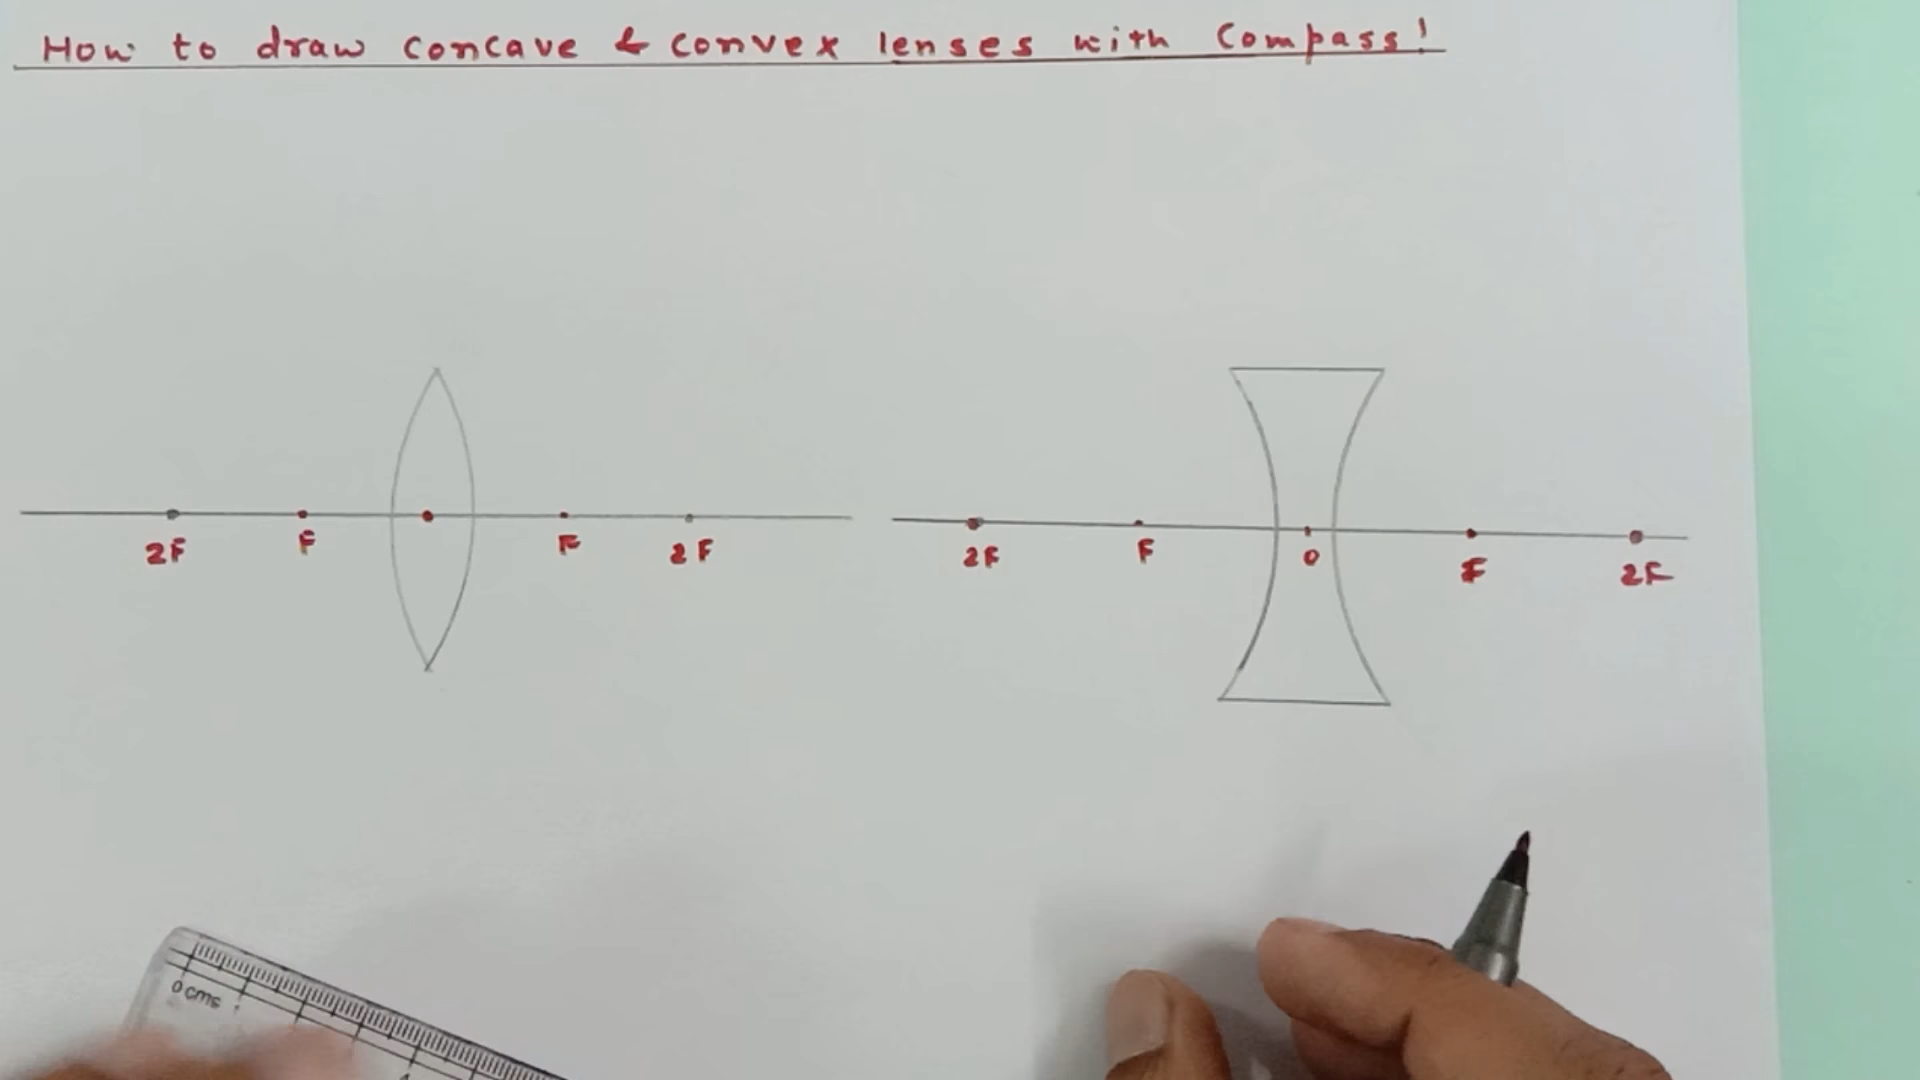 How to draw concave & convex lenses with Compass!
2F F F 2F
2F F O F 2F
0 cms